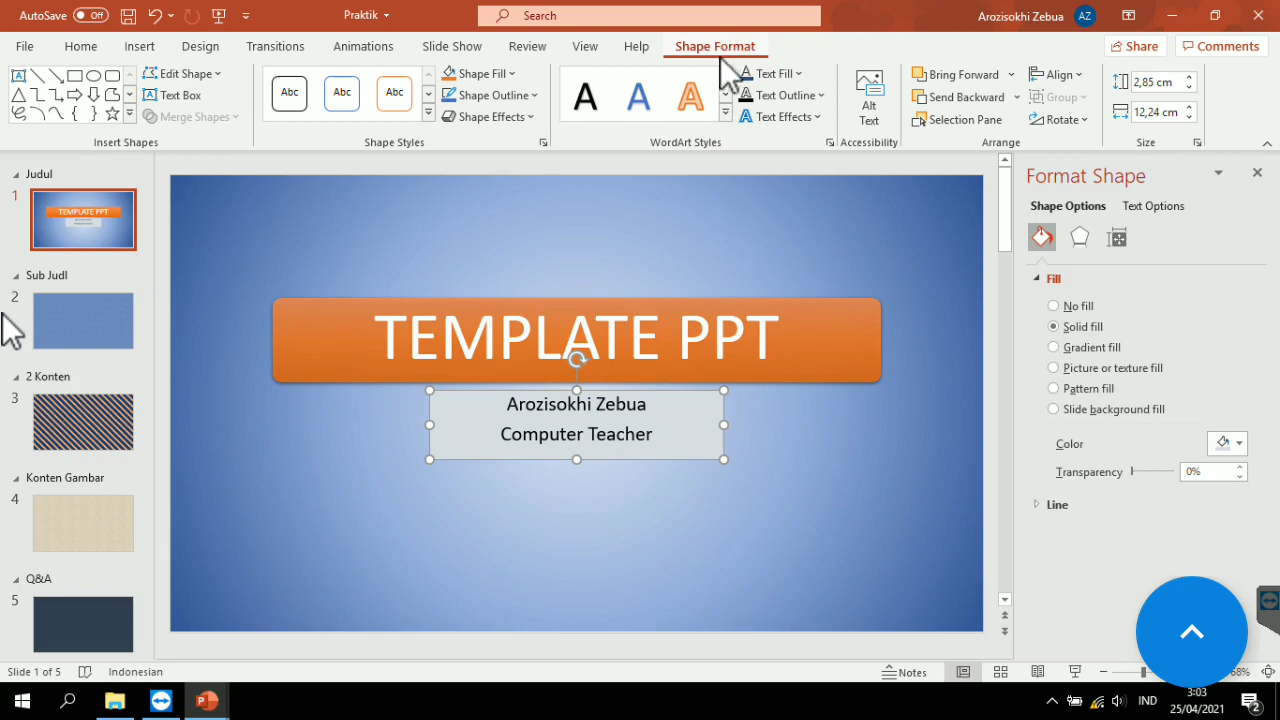 AutoSave Off Praktik Search Arozisokhi Zebua AZ
File Home Insert Design Transitions Animations Slide Show Review View Help Shape Format Share Comments
Edit Shape
Text Box
Merge Shapes
Insert Shapes
Abc Abc Abc
Shape Fill
Shape Outline
Shape Effects
Shape Styles
A A A
Text Fill
Text Outline
Text Effects
WordArt Styles
Alt
Text
Accessibility
Bring Forward
Send Backward
Selection Pane
Align
Group
Rotate
Arrange
2,85 cm
12,24 cm
Size
Judul
1
TEMPLATE PPT
Sub Judl
2
2 Konten
3
Konten Gambar
4
Q&A
5
TEMPLATE PPT
Arozisokhi Zebua
Computer Teacher
Format Shape
Shape Options Text Options
Fill
No fill
Solid fill
Gradient fill
Picture or texture fill
Pattern fill
Slide background fill
Color
Transparency 0%
Line
Slide 1 of 5 Indonesian Notes 68%
IND
3:03
25/04/2021
2